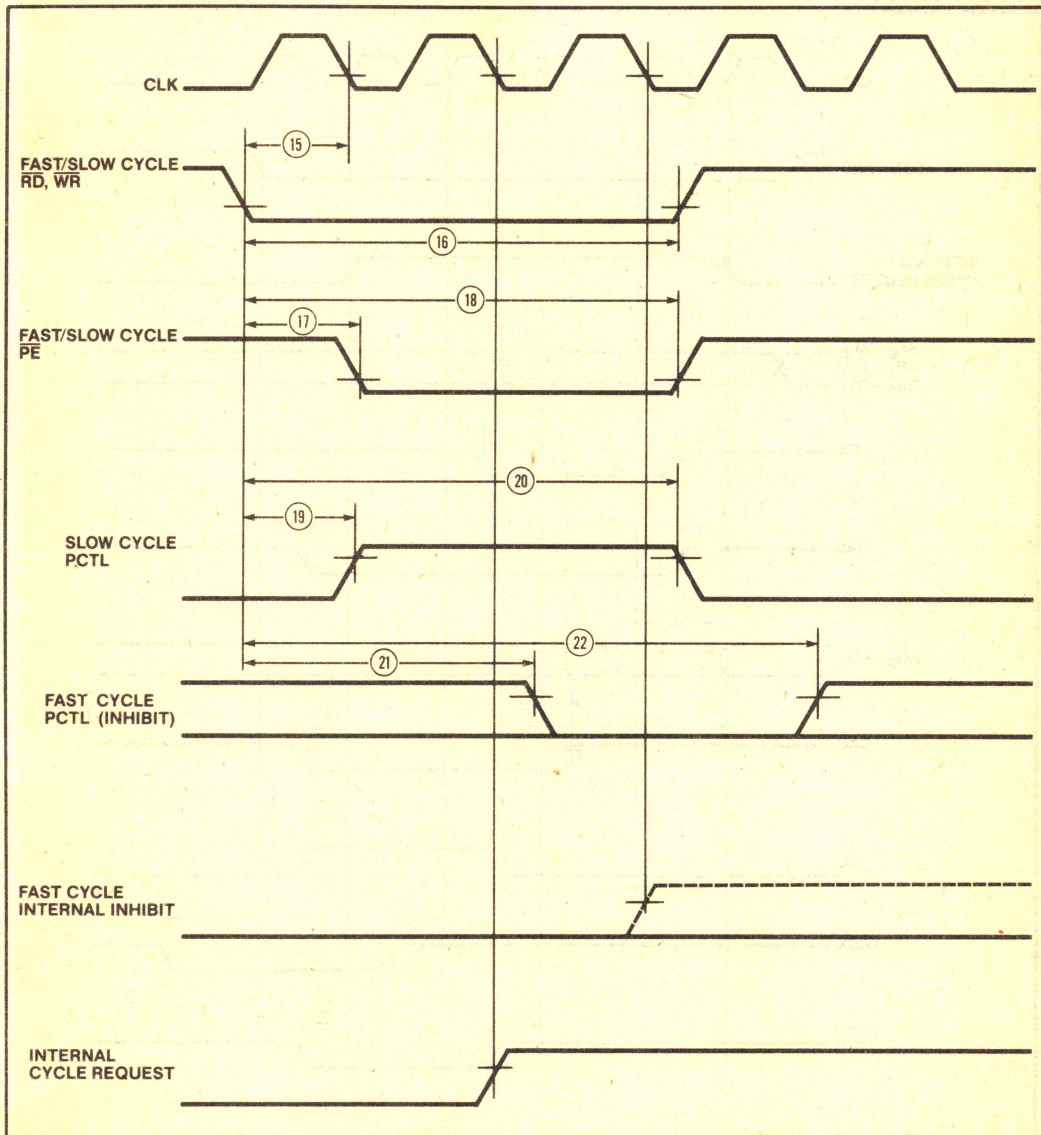 CLK
15
FAST/SLOW CYCLE
RD, WR
16
18
17
FAST/SLOW CYCLE
PE
20
19
SLOW CYCLE
PCTL
22
21
FAST CYCLE
PCTL (INHIBIT)
FAST CYCLE
INTERNAL INHIBIT
INTERNAL
CYCLE REQUEST